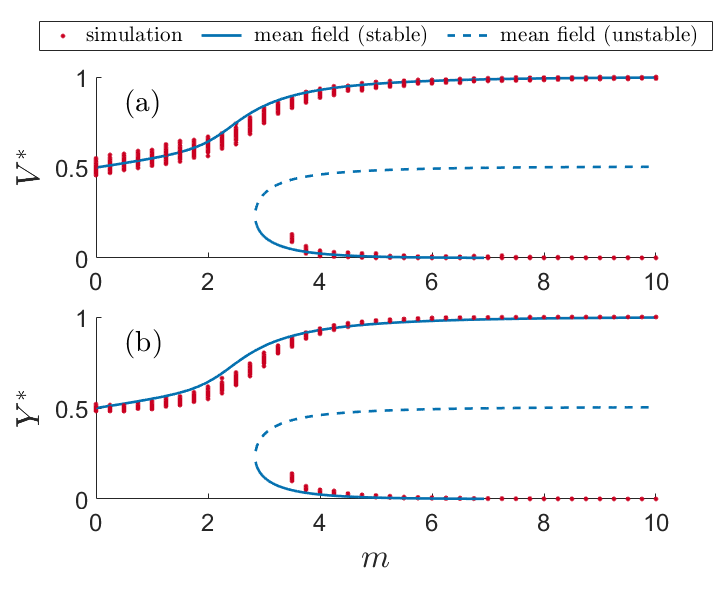 simulation mean field (stable) mean field (unstable)
(a)
V*
1
0.5
0
0 2 4 6 8 10
(b)
Y*
1
0.5
0
0 2 4 6 8 10
m